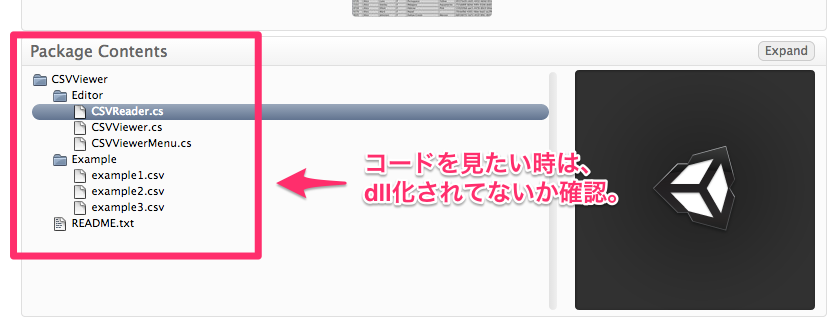 Package Contents
Expand
CSVViewer
Editor
CSVReader.cs
CSVViewer.cs
CSVViewerMenu.cs
Example
example1.csv
example2.csv
example3.csv
README.txt
コードを見たい時は、
dll化されてないか確認。